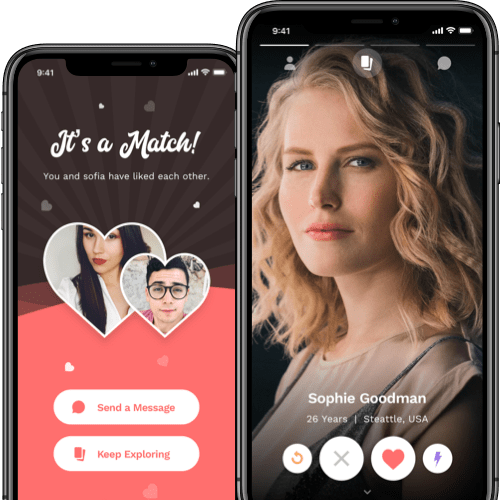 9:41
It's a Match!
You and sofia have liked each other.
Send a Message
Keep Exploring
9:41
Sophie Goodman
26 Years | Steattle, USA